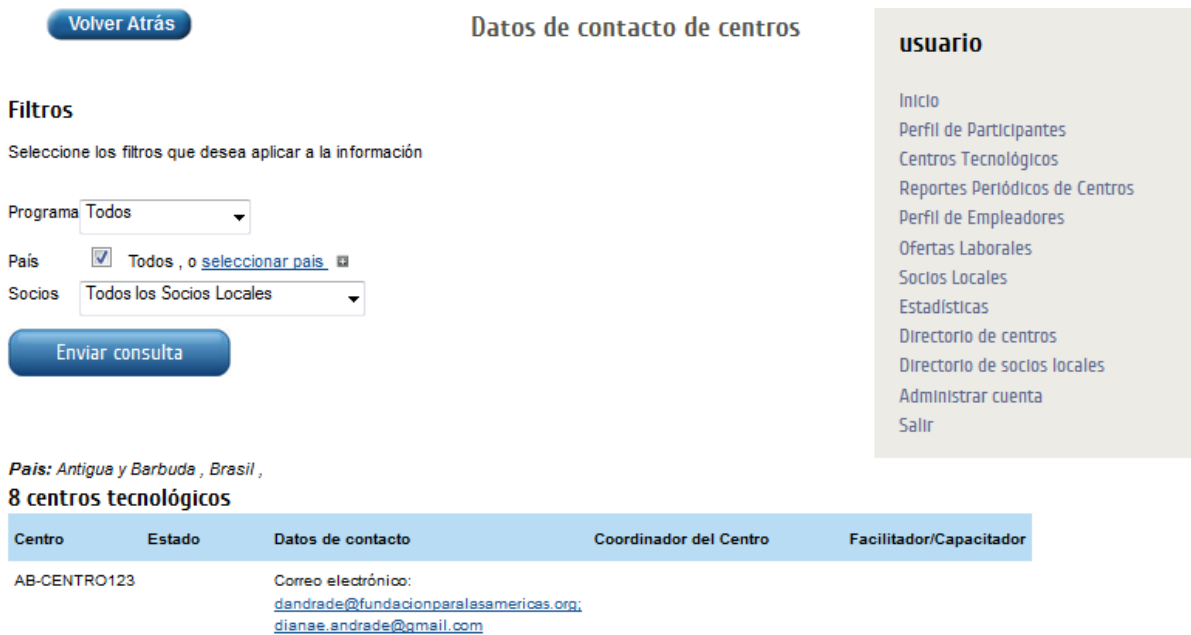 Volver Atrás
Datos de contacto de centros
Filtros
Seleccione los filtros que desea aplicar a la información
Programa Todos
País Todos , o seleccionar pais
Socios Todos los Socios Locales
Enviar consulta
usuario
Inicio
Perfil de Participantes
Centros Tecnológicos
Reportes Periódicos de Centros
Perfil de Empleadores
Ofertas Laborales
Socios Locales
Estadísticas
Directorio de centros
Directorio de socios locales
Administrar cuenta
Salir
Pais: Antigua y Barbuda , Brasil ,
8 centros tecnológicos
Centro Estado Datos de contacto Coordinador del Centro Facilitador/Capacitador
AB-CENTRO123 Correo electrónico:
dandrade@fundacionparalasamericas.org;
dianae.andrade@gmail.com